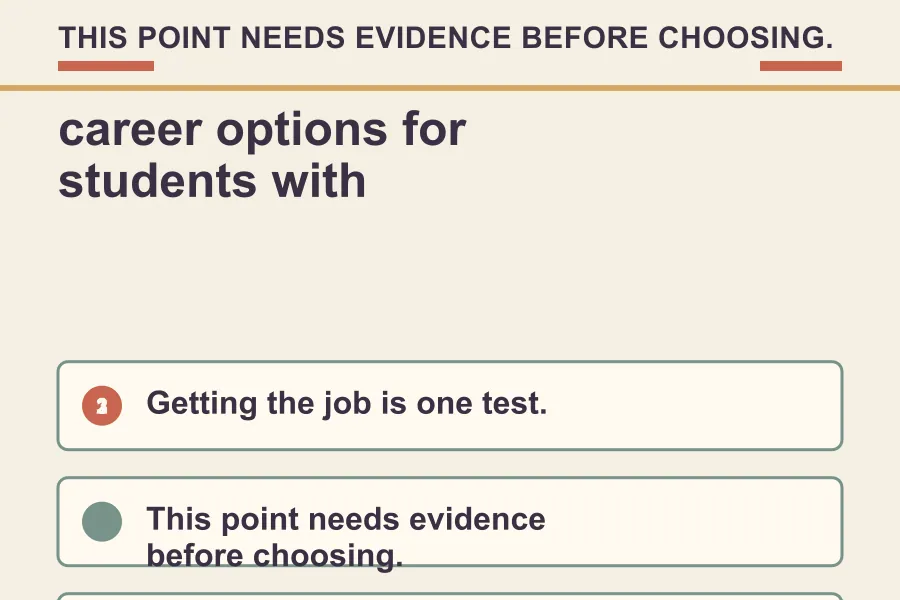 THIS POINT NEEDS EVIDENCE BEFORE CHOOSING.
career options for
students with
Getting the job is one test.
This point needs evidence
before choosing.